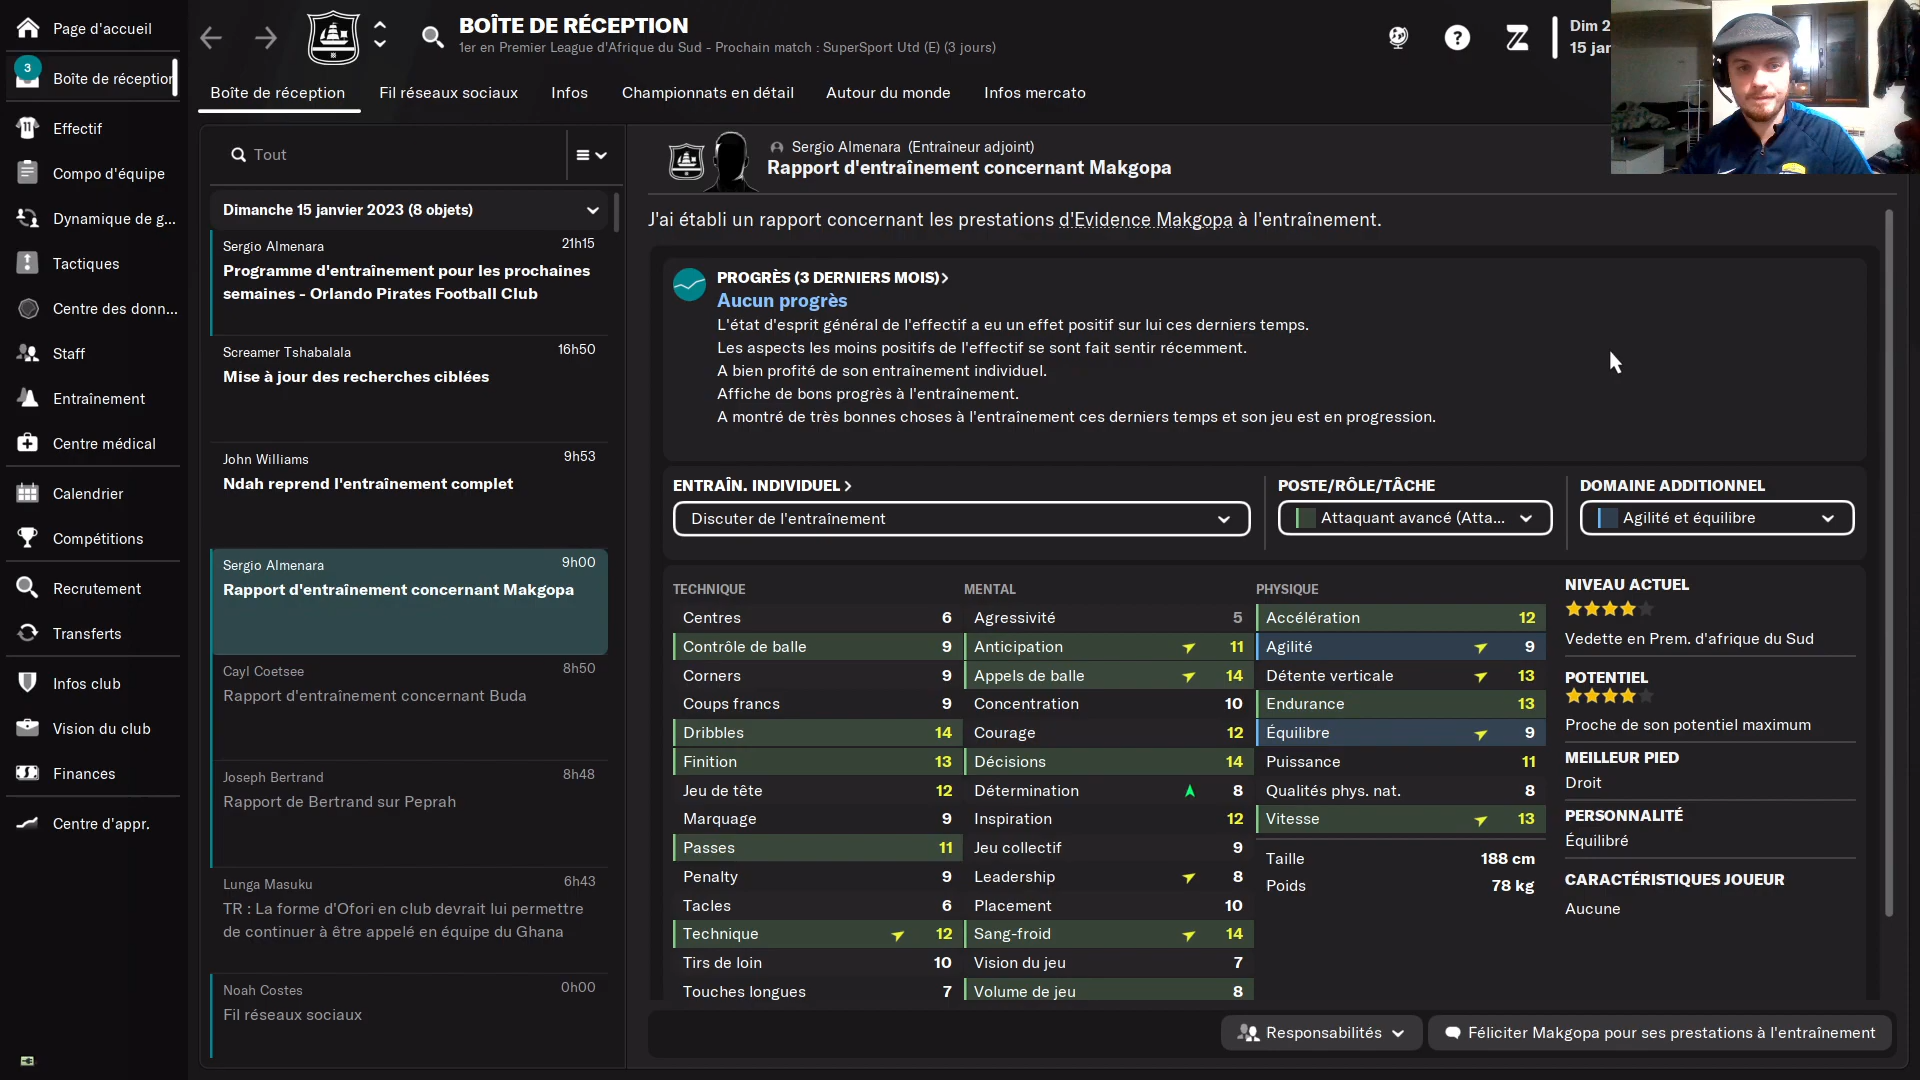 Page d'accueil
3
Boîte de réception
Effectif
Compo d'équipe
Dynamique de g...
Tactiques
Centre des donn...
Staff
Entraînement
Centre médical
Calendrier
Compétitions
Recrutement
Transferts
Infos club
Vision du club
Finances
Centre d'appr.
BOÎTE DE RÉCEPTION
1er en Premier League d'Afrique du Sud - Prochain match : SuperSport Utd (E) (3 jours)
Dim 2
15 jan
Boîte de réception
Fil réseaux sociaux
Infos
Championnats en détail
Autour du monde
Infos mercato
Tout
Dimanche 15 janvier 2023 (8 objets)
Sergio Almenara 21h15
Programme d'entraînement pour les prochaines
semaines - Orlando Pirates Football Club
Screamer Tshabalala 16h50
Mise à jour des recherches ciblées
John Williams 9h53
Ndah reprend l'entraînement complet
Sergio Almenara 9h00
Rapport d'entraînement concernant Makgopa
Cayl Coetsee 8h50
Rapport d'entraînement concernant Buda
Joseph Bertrand 8h48
Rapport de Bertrand sur Peprah
Lunga Masuku 6h43
TR : La forme d'Ofori en club devrait lui permettre
de continuer à être appelé en équipe du Ghana
Noah Costes 0h00
Fil réseaux sociaux
Sergio Almenara (Entraîneur adjoint)
Rapport d'entraînement concernant Makgopa
J'ai établi un rapport concernant les prestations d'Evidence Makgopa à l'entraînement.
PROGRÈS (3 DERNIERS MOIS)
Aucun progrès
L'état d'esprit général de l'effectif a eu un effet positif sur lui ces derniers temps.
Les aspects les moins positifs de l'effectif se sont fait sentir récemment.
A bien profité de son entraînement individuel.
Affiche de bons progrès à l'entraînement.
A montré de très bonnes choses à l'entraînement ces derniers temps et son jeu est en progression.
ENTRAÎN. INDIVIDUEL
Discuter de l'entraînement
POSTE/RÔLE/TÂCHE
Attaquant avancé (Atta...
DOMAINE ADDITIONNEL
Agilité et équilibre
TECHNIQUE
Centres 6
Contrôle de balle 9
Corners 9
Coups francs 9
Dribbles 14
Finition 13
Jeu de tête 12
Marquage 9
Passes 11
Penalty 9
Tacles 6
Technique 12
Tirs de loin 10
Touches longues 7
MENTAL
Agressivité 5
Anticipation 11
Appels de balle 14
Concentration 10
Courage 12
Décisions 14
Détermination 8
Inspiration 12
Jeu collectif 9
Leadership 8
Placement 10
Sang-froid 14
Vision du jeu 7
Volume de jeu 8
PHYSIQUE
Accélération 12
Agilité 9
Détente verticale 13
Endurance 13
Équilibre 9
Puissance 11
Qualités phys. nat. 8
Vitesse 13
Taille 188 cm
Poids 78 kg
NIVEAU ACTUEL
Vedette en Prem. d'afrique du Sud
POTENTIEL
Proche de son potentiel maximum
MEILLEUR PIED
Droit
PERSONNALITÉ
Équilibré
CARACTÉRISTIQUES JOUEUR
Aucune
Responsabilités
Féliciter Makgopa pour ses prestations à l'entraînement